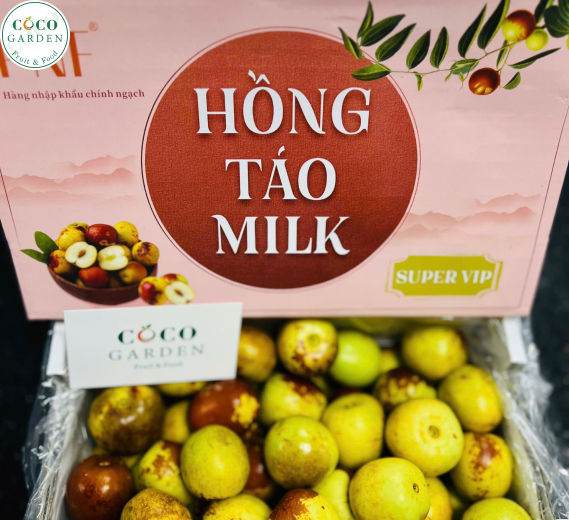 COCO
GARDEN
Fruit & Food
Hàng nhập khẩu chính ngạch
HỒNG
TÁO
MILK
SUPER VIP
COCO
GARDEN
Fruit & Food